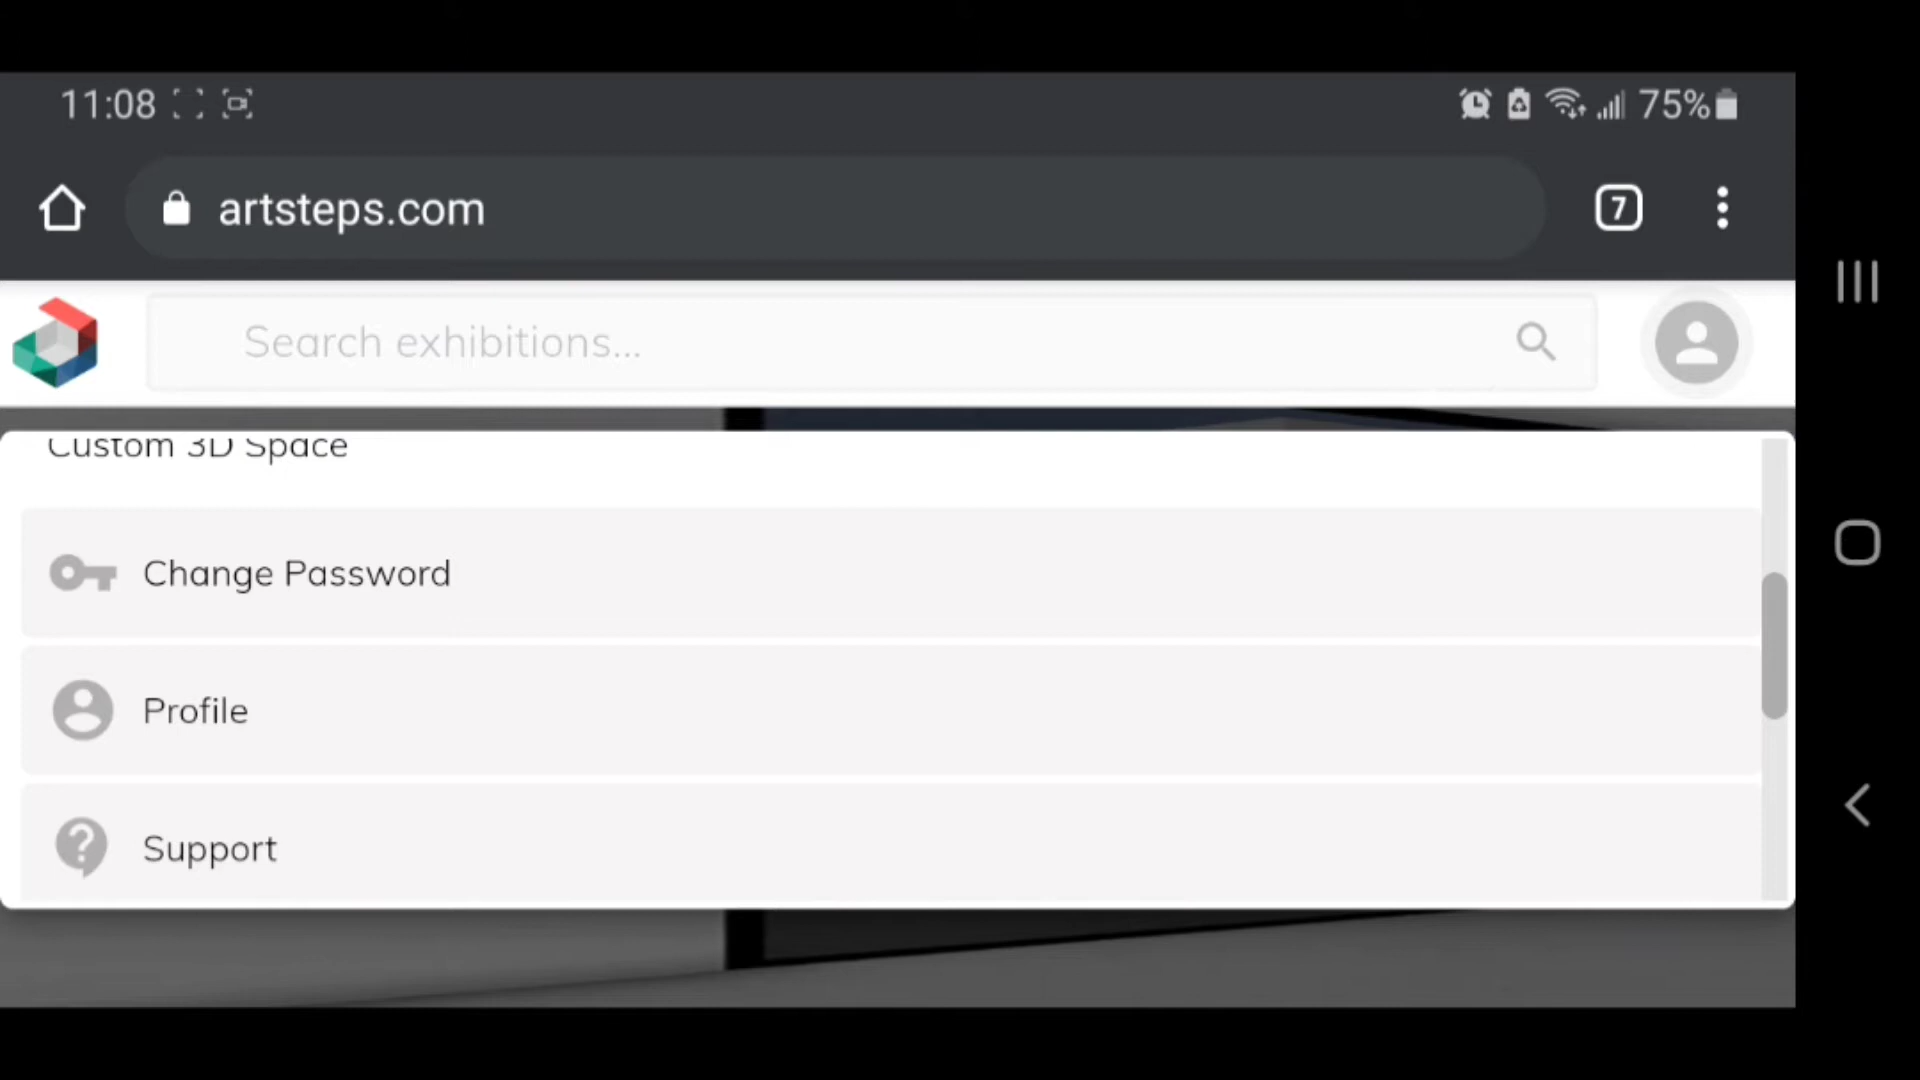 11:08
75%
artsteps.com
7
Search exhibitions...
Custom 3D Space
Change Password
Profile
Support